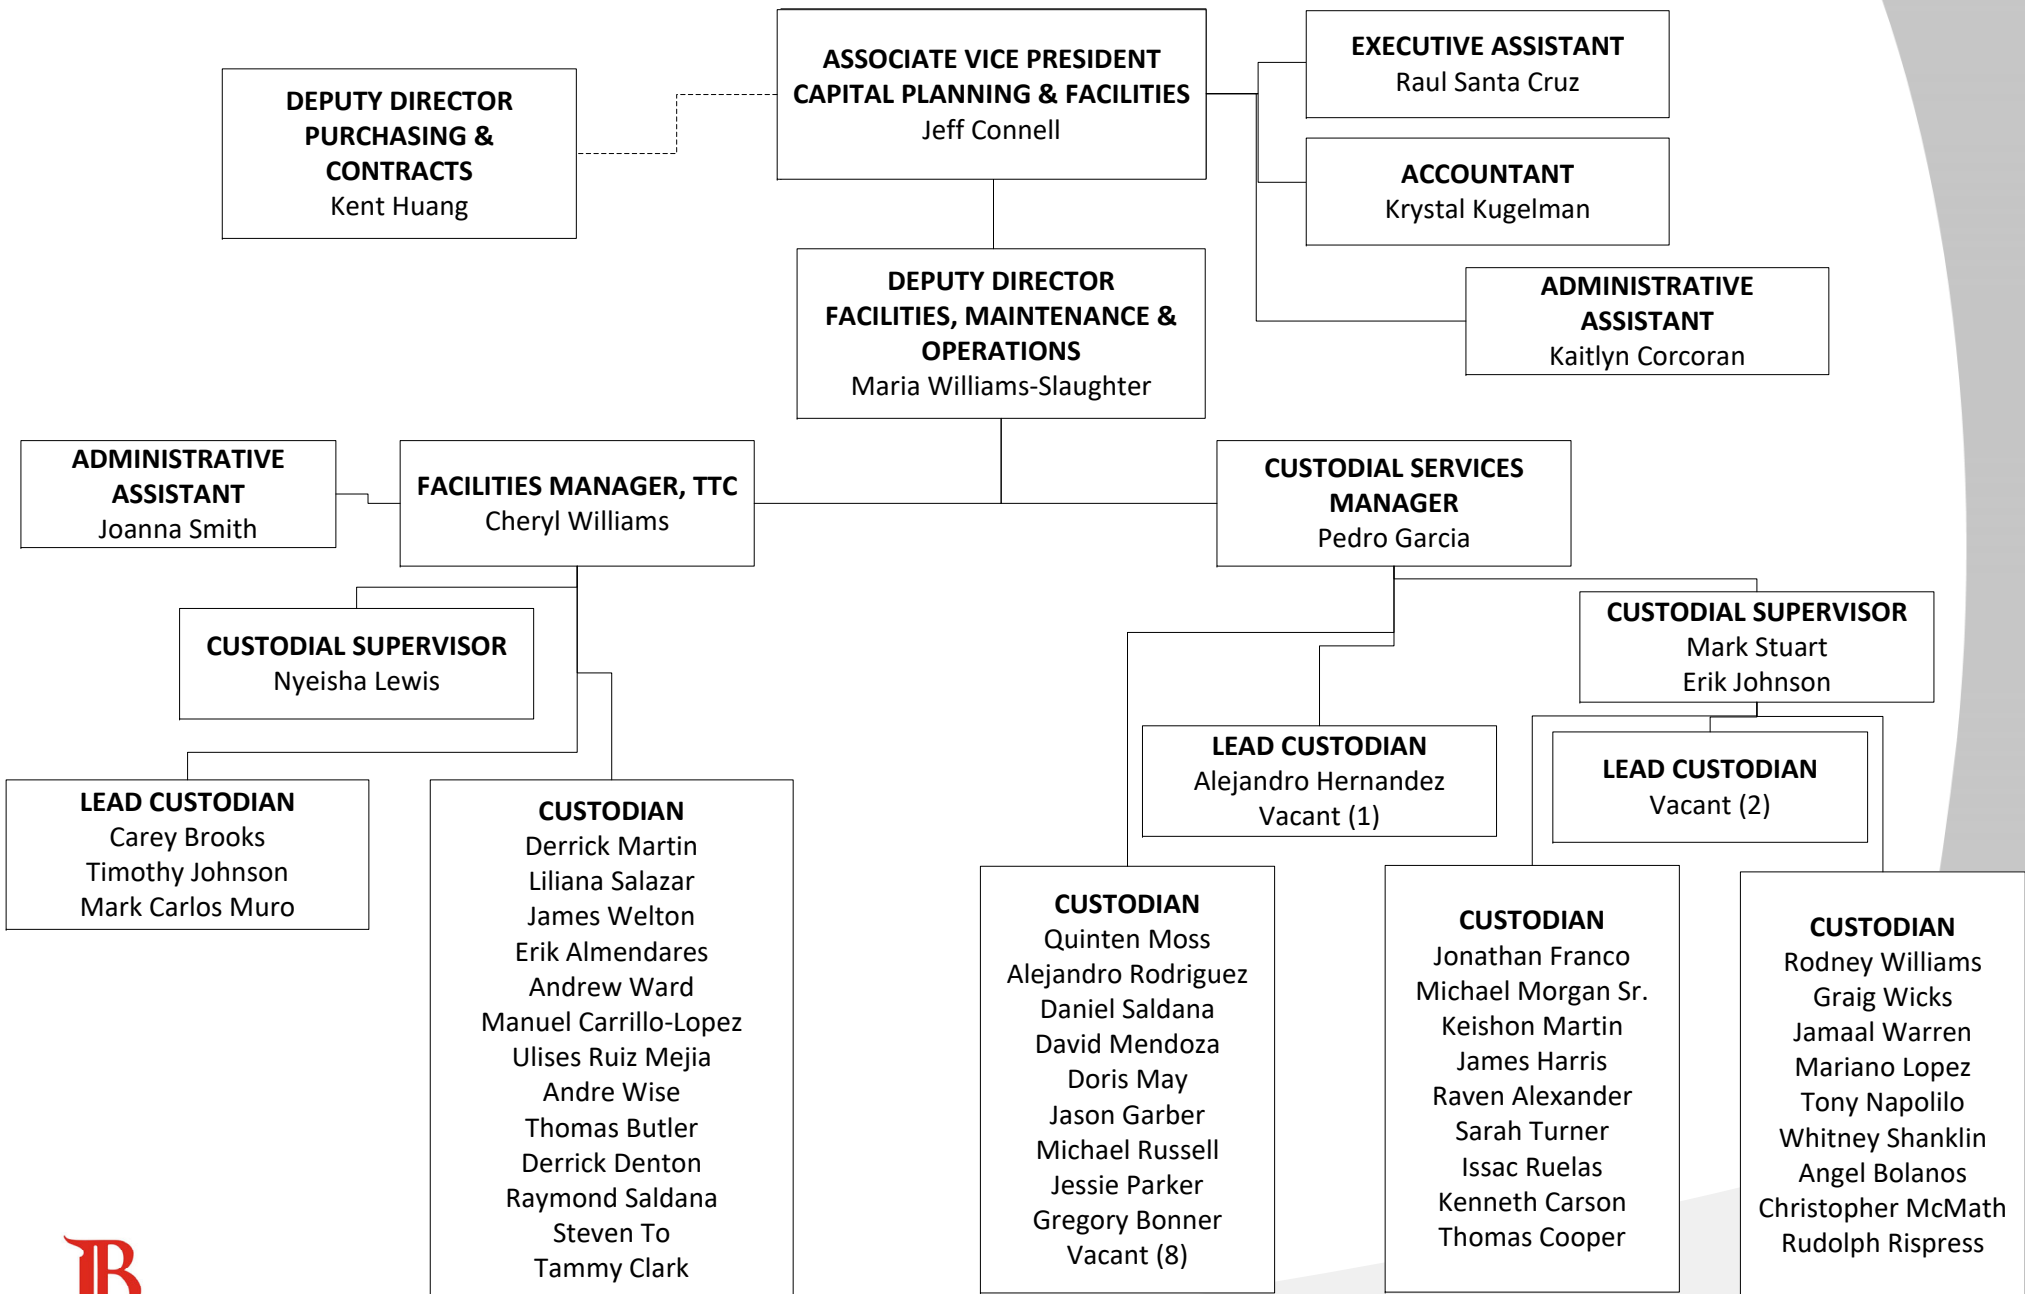 ASSOCIATE VICE PRESIDENT
CAPITAL PLANNING & FACILITIES
Jeff Connell
EXECUTIVE ASSISTANT
Raul Santa Cruz
DEPUTY DIRECTOR
PURCHASING &
CONTRACTS
Kent Huang
ACCOUNTANT
Krystal Kugelman
DEPUTY DIRECTOR
FACILITIES, MAINTENANCE &
OPERATIONS
Maria Williams-Slaughter
ADMINISTRATIVE
ASSISTANT
Kaitlyn Corcoran
ADMINISTRATIVE
ASSISTANT
Joanna Smith
FACILITIES MANAGER, TTC
Cheryl Williams
CUSTODIAL SERVICES
MANAGER
Pedro Garcia
CUSTODIAL SUPERVISOR
Nyeisha Lewis
CUSTODIAL SUPERVISOR
Mark Stuart
Erik Johnson
LEAD CUSTODIAN
Carey Brooks
Timothy Johnson
Mark Carlos Muro
CUSTODIAN
Derrick Martin
Liliana Salazar
James Welton
Erik Almendares
Andrew Ward
Manuel Carrillo-Lopez
Ulises Ruiz Mejia
Andre Wise
Thomas Butler
Derrick Denton
Raymond Saldana
Steven To
Tammy Clark
LEAD CUSTODIAN
Alejandro Hernandez
Vacant (1)
LEAD CUSTODIAN
Vacant (2)
CUSTODIAN
Quinten Moss
Alejandro Rodriguez
Daniel Saldana
David Mendoza
Doris May
Jason Garber
Michael Russell
Jessie Parker
Gregory Bonner
Vacant (8)
CUSTODIAN
Jonathan Franco
Michael Morgan Sr.
Keishon Martin
James Harris
Raven Alexander
Sarah Turner
Issac Ruelas
Kenneth Carson
Thomas Cooper
CUSTODIAN
Rodney Williams
Graig Wicks
Jamaal Warren
Mariano Lopez
Tony Napolilo
Whitney Shanklin
Angel Bolanos
Christopher McMath
Rudolph Rispress
B